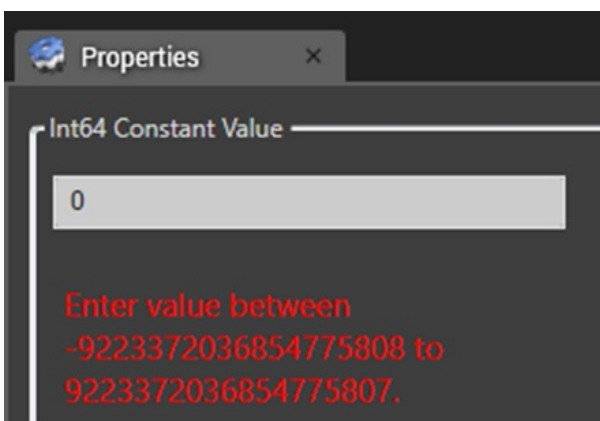 Properties ×
Int64 Constant Value
0
Enter value between
-9223372036854775808 to
9223372036854775807.